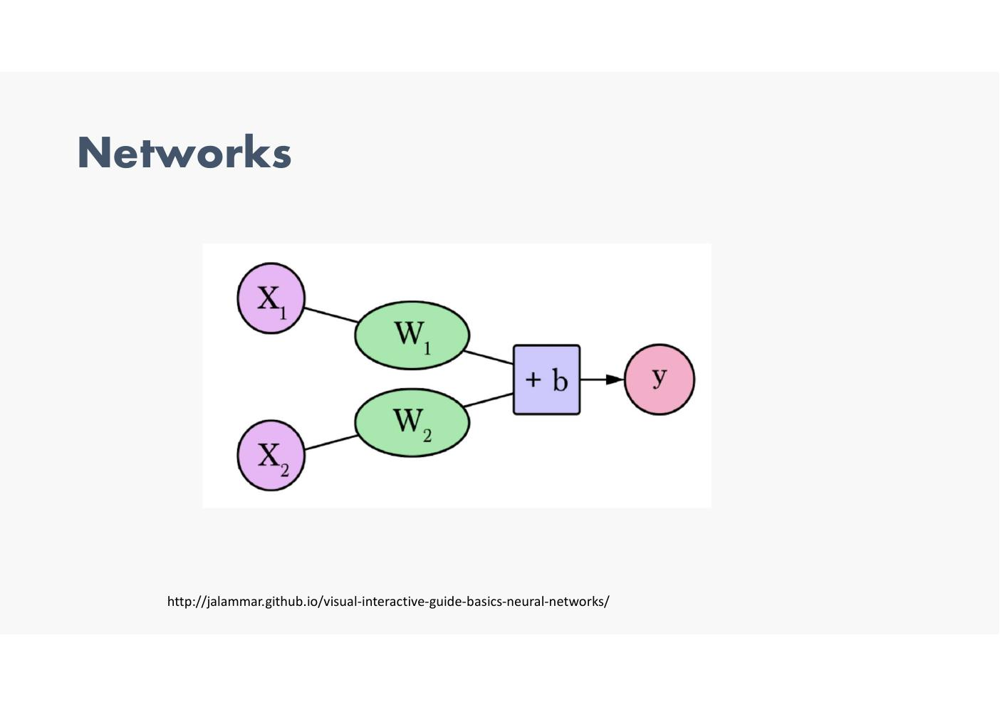 Networks
X1
W1
+ b
y
W2
X2
http://jalammar.github.io/visual-interactive-guide-basics-neural-networks/